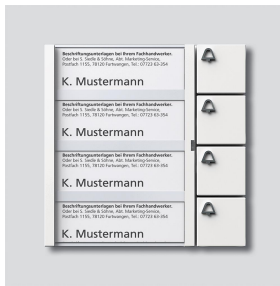 Beschriftungsunterlagen bei Ihrem Fachhandwerker.
Oder bei S. Siedle & Söhne, Abt. Marketing-Service,
Postfach 1155, 78120 Furtwangen, Tel.: 07723 63-354
K. Mustermann
Beschriftungsunterlagen bei Ihrem Fachhandwerker.
Oder bei S. Siedle & Söhne, Abt. Marketing-Service,
Postfach 1155, 78120 Furtwangen, Tel.: 07723 63-354
K. Mustermann
Beschriftungsunterlagen bei Ihrem Fachhandwerker.
Oder bei S. Siedle & Söhne, Abt. Marketing-Service,
Postfach 1155, 78120 Furtwangen, Tel.: 07723 63-354
K. Mustermann
Beschriftungsunterlagen bei Ihrem Fachhandwerker.
Oder bei S. Siedle & Söhne, Abt. Marketing-Service,
Postfach 1155, 78120 Furtwangen, Tel.: 07723 63-354
K. Mustermann